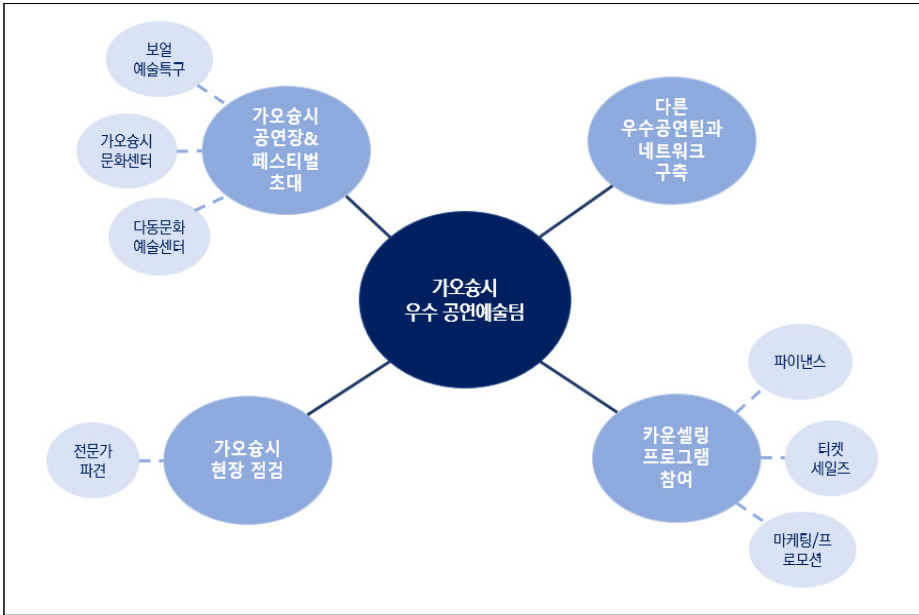 보얼
예술특구
가오슝시
문화센터
다동문화
예술센터
가오슝시
공연장&
페스티벌
초대
다른
우수공연팀과
네트워크
구축
가오슝시
우수 공연예술팀
전문가
파견
가오슝시
현장 점검
카운셀링
프로그램
참여
파이낸스
티켓
세일즈
마케팅/프
로모션